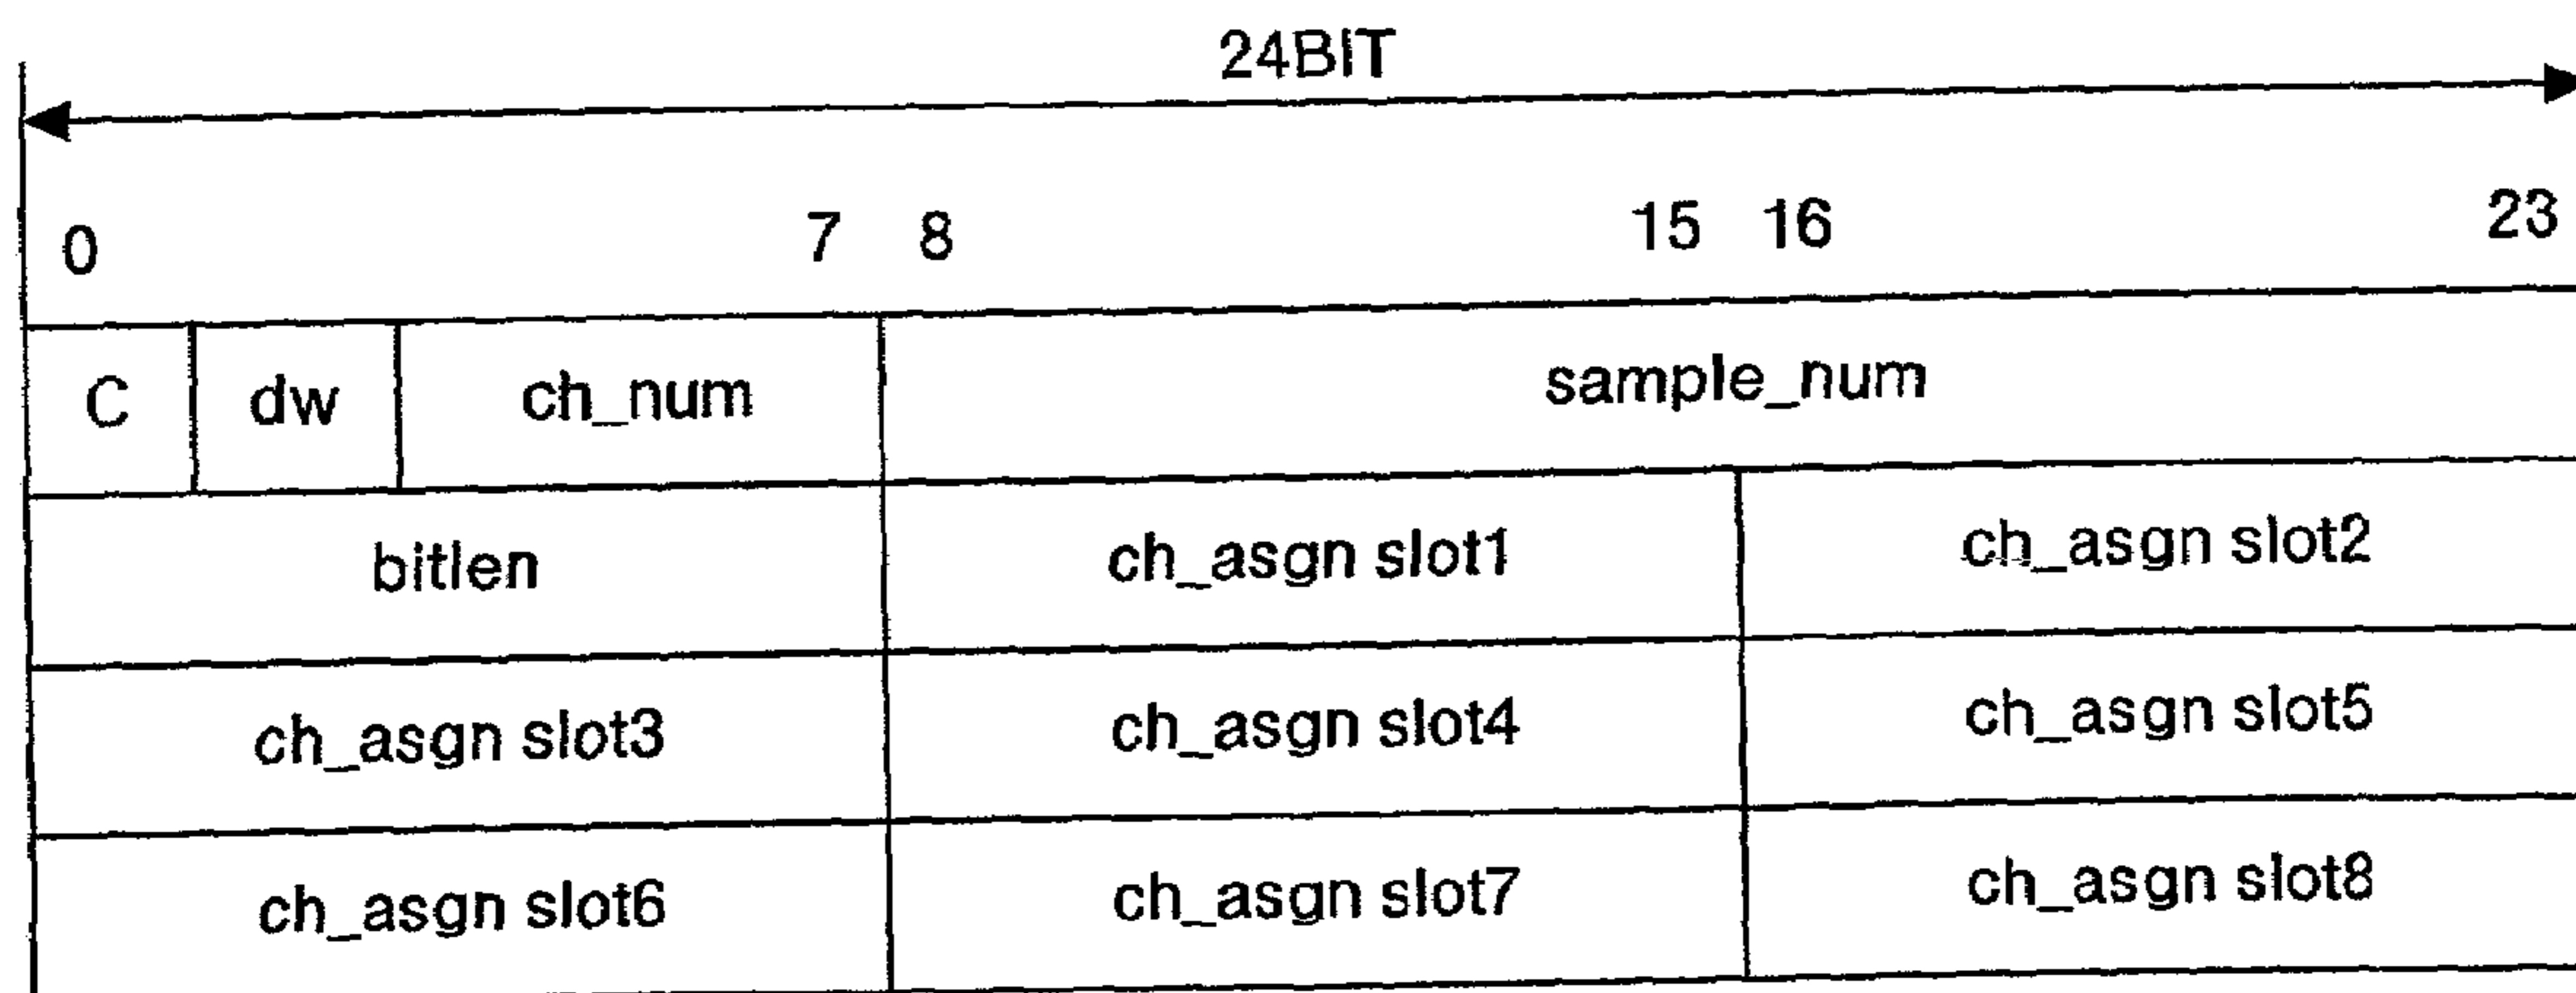 24BIT
0 7 8 15 16 23
C dw ch_num sample_num
bitlen ch_asgn slot1 ch_asgn slot2
ch_asgn slot3 ch_asgn slot4 ch_asgn slot5
ch_asgn slot6 ch_asgn slot7 ch_asgn slot8